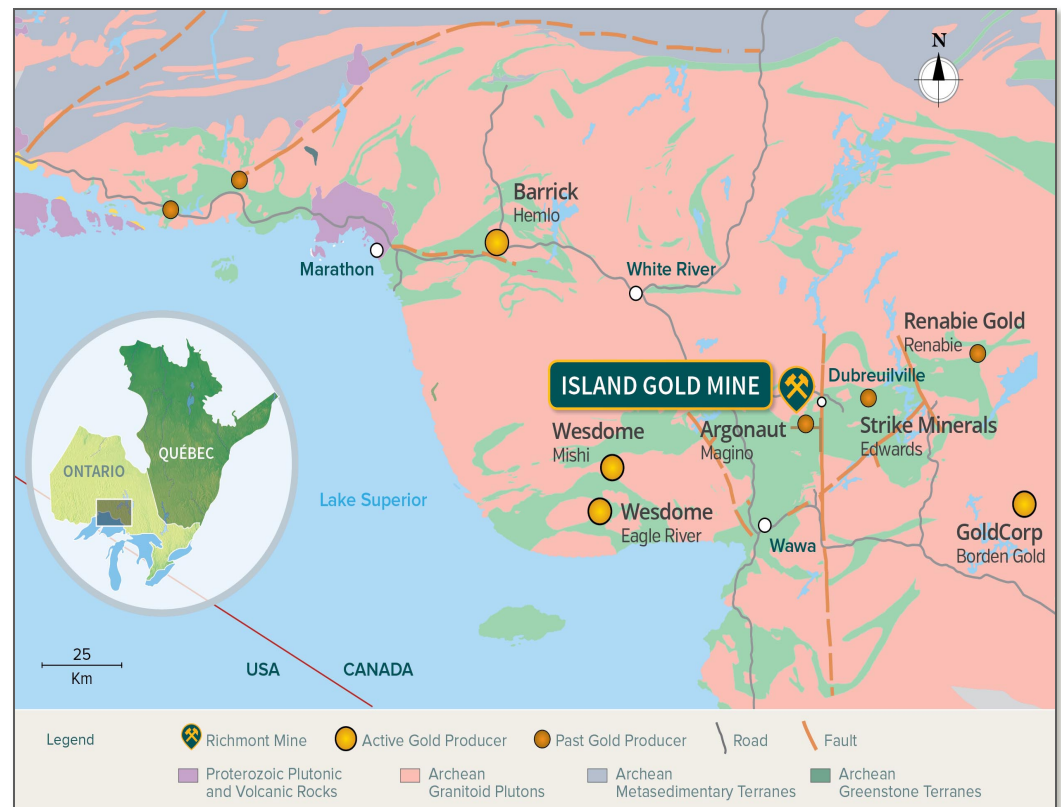 N
Barrick
Hemlo
Marathon
White River
Renabie Gold
Renabie
ISLAND GOLD MINE
Dubreuilville
Wesdome
Mishi
Argonaut
Magino
Strike Minerals
Edwards
QUÉBEC
ONTARIO
Lake Superior
Wesdome
Eagle River
Wawa
GoldCorp
Borden Gold
25
Km
USA
CANADA
Legend
Richmont Mine
Active Gold Producer
Past Gold Producer
Road
Fault
Proterozoic Plutonic
and Volcanic Rocks
Archean
Granitoid Plutons
Archean
Metasedimentary Terranes
Archean
Greenstone Terranes